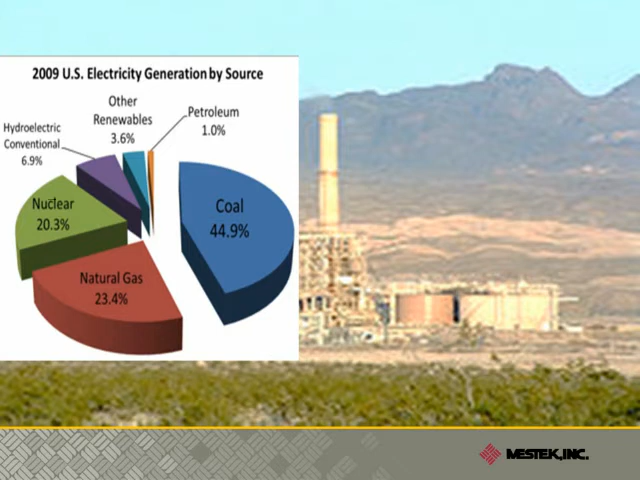 2009 U.S. Electricity Generation by Source
Other
Renewables
3.6%
Petroleum
1.0%
Hydroelectric
Conventional
6.9%
Nuclear
20.3%
Coal
44.9%
Natural Gas
23.4%
MESTEK, INC.